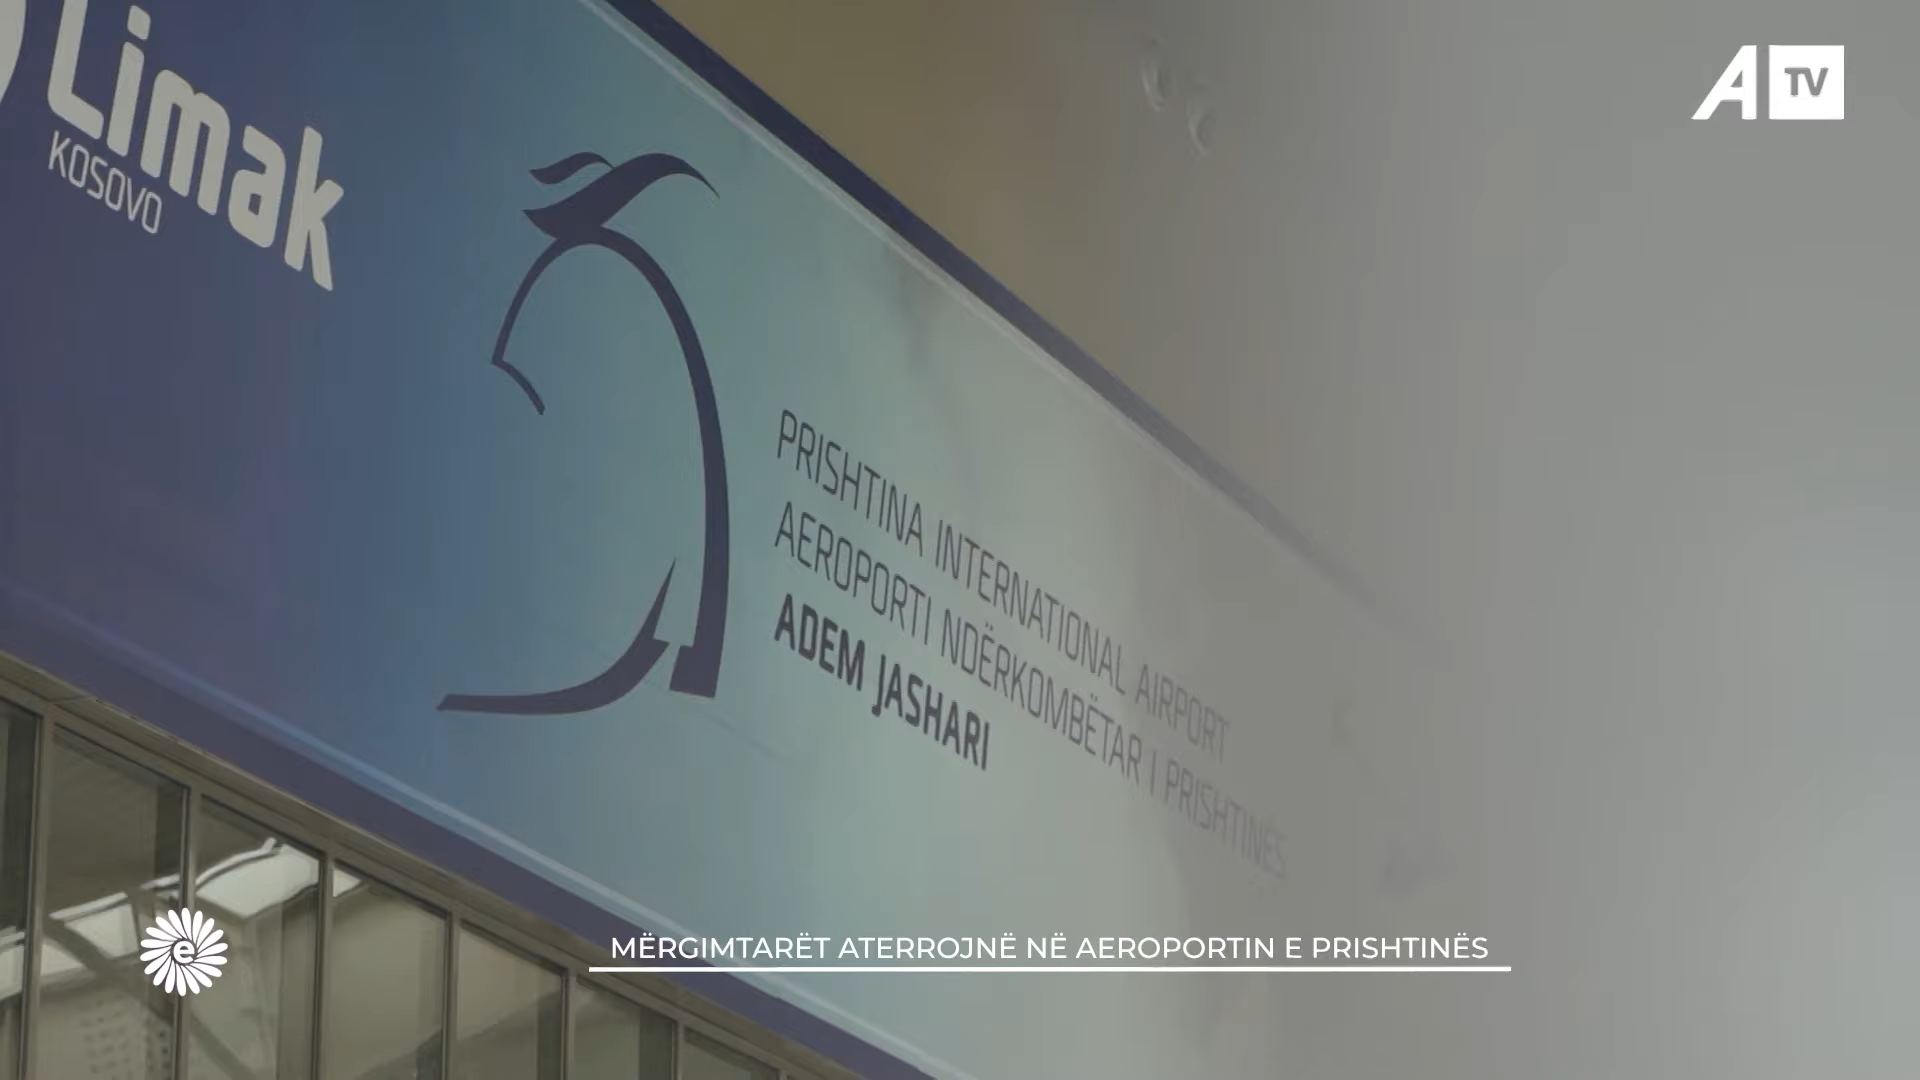 Limak
KOSOVO
A TV
PRISHTINA INTERNATIONAL AIRPORT
AEROPORTI NDËRKOMBËTAR I PRISHTINËS
ADEM JASHARI
e
MËRGIMTARËT ATERROJNË NË AEROPORTIN E PRISHTINËS